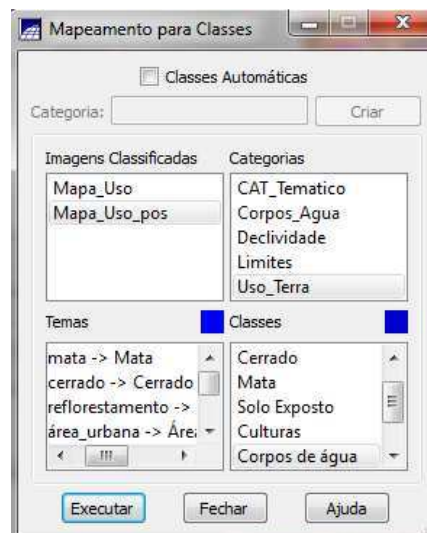 Mapeamento para Classes
Classes Automáticas
Categoria:
Criar
Imagens Classificadas
Categorias
Mapa_Uso
Mapa_Uso_pos
CAT_Tematico
Corpos_Agua
Declividade
Limites
Uso_Terra
Temas
Classes
mata -> Mata
cerrado -> Cerrado
reflorestamento ->
área_urbana -> Área
Cerrado
Mata
Solo Exposto
Culturas
Corpos de água
Executar
Fechar
Ajuda